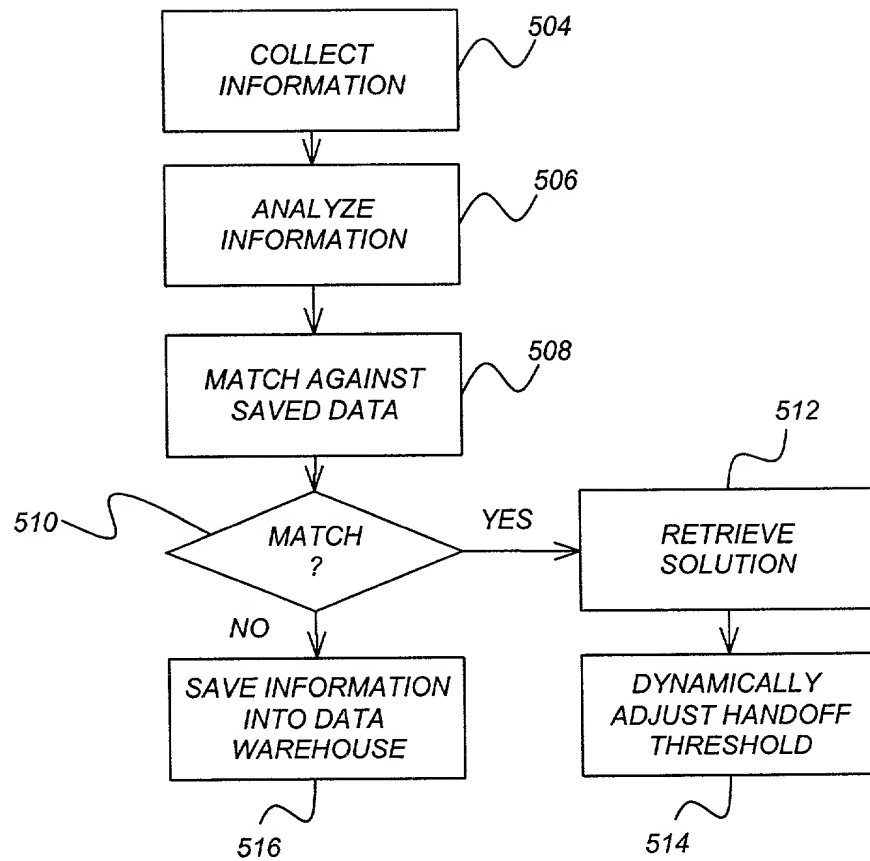 504
COLLECT
INFORMATION
506
ANALYZE
INFORMATION
508
MATCH AGAINST
SAVED DATA
512
510
MATCH
?
YES
RETRIEVE
SOLUTION
NO
SAVE INFORMATION
INTO DATA
WAREHOUSE
DYNAMICALLY
ADJUST HANDOFF
THRESHOLD
516
514